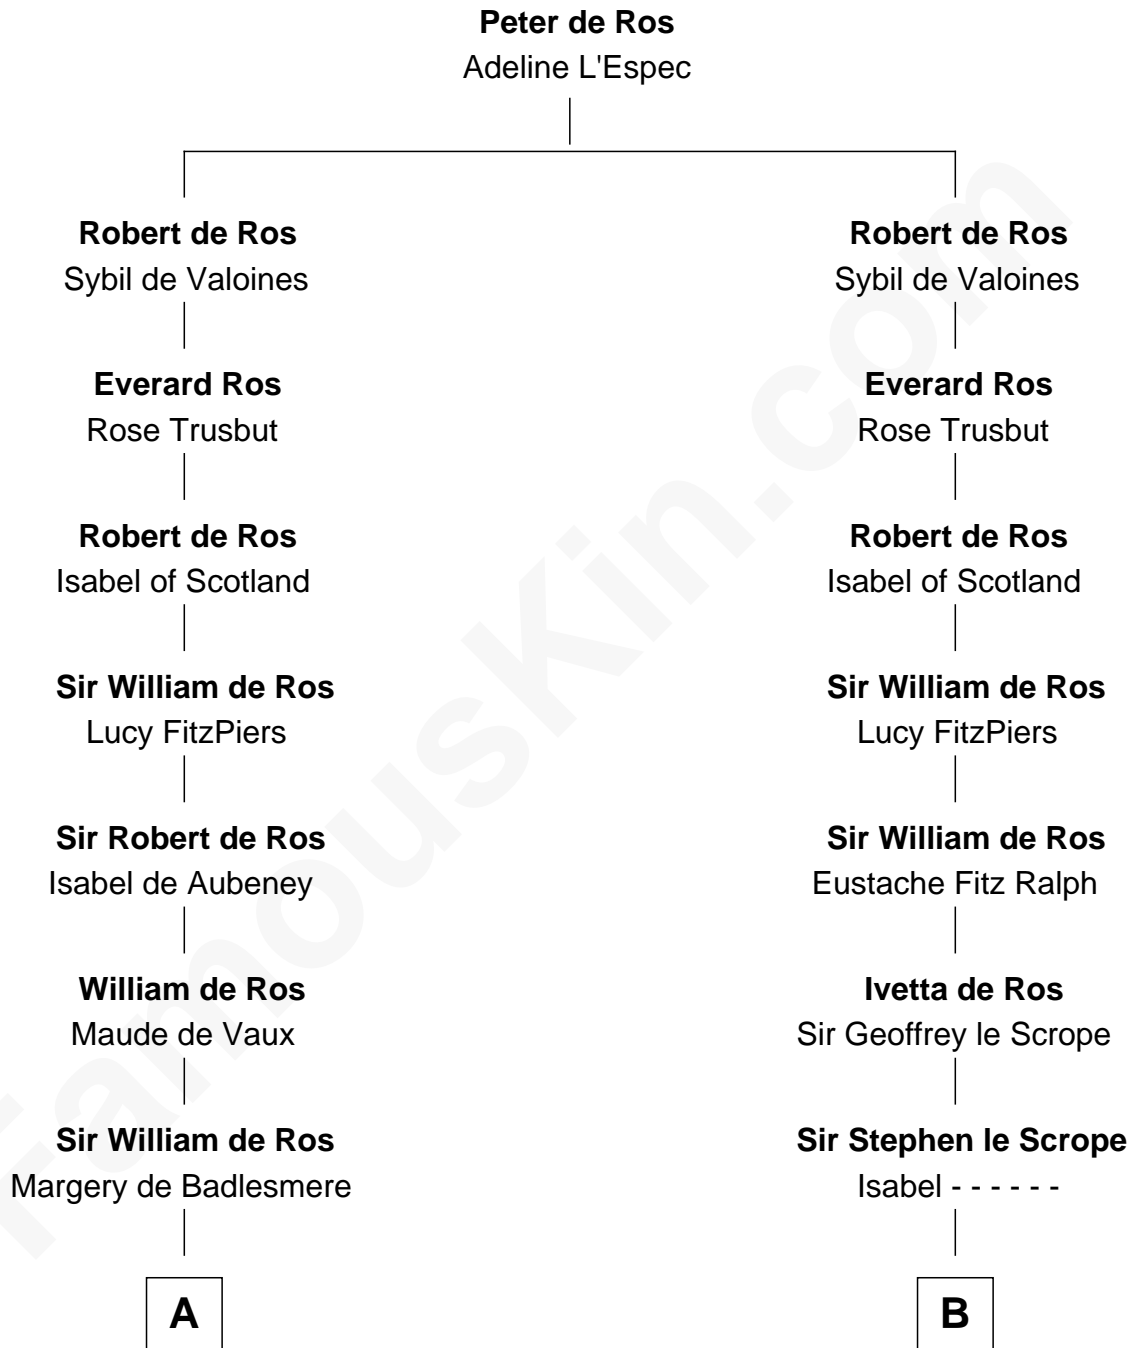 Peter de Ros
Adeline L'Espec
Robert de Ros
Sybil de Valoines
Everard Ros
Rose Trusbut
Robert de Ros
Isabel of Scotland
Sir William de Ros
Lucy FitzPiers
Sir Robert de Ros
Isabel de Aubeney
William de Ros
Maude de Vaux
Sir William de Ros
Margery de Badlesmere
A
Robert de Ros
Sybil de Valoines
Everard Ros
Rose Trusbut
Robert de Ros
Isabel of Scotland
Sir William de Ros
Lucy FitzPiers
Sir William de Ros
Eustache Fitz Ralph
Ivetta de Ros
Sir Geoffrey le Scrope
Sir Stephen le Scrope
Isabel - - - - - -
B
FamousKin.com